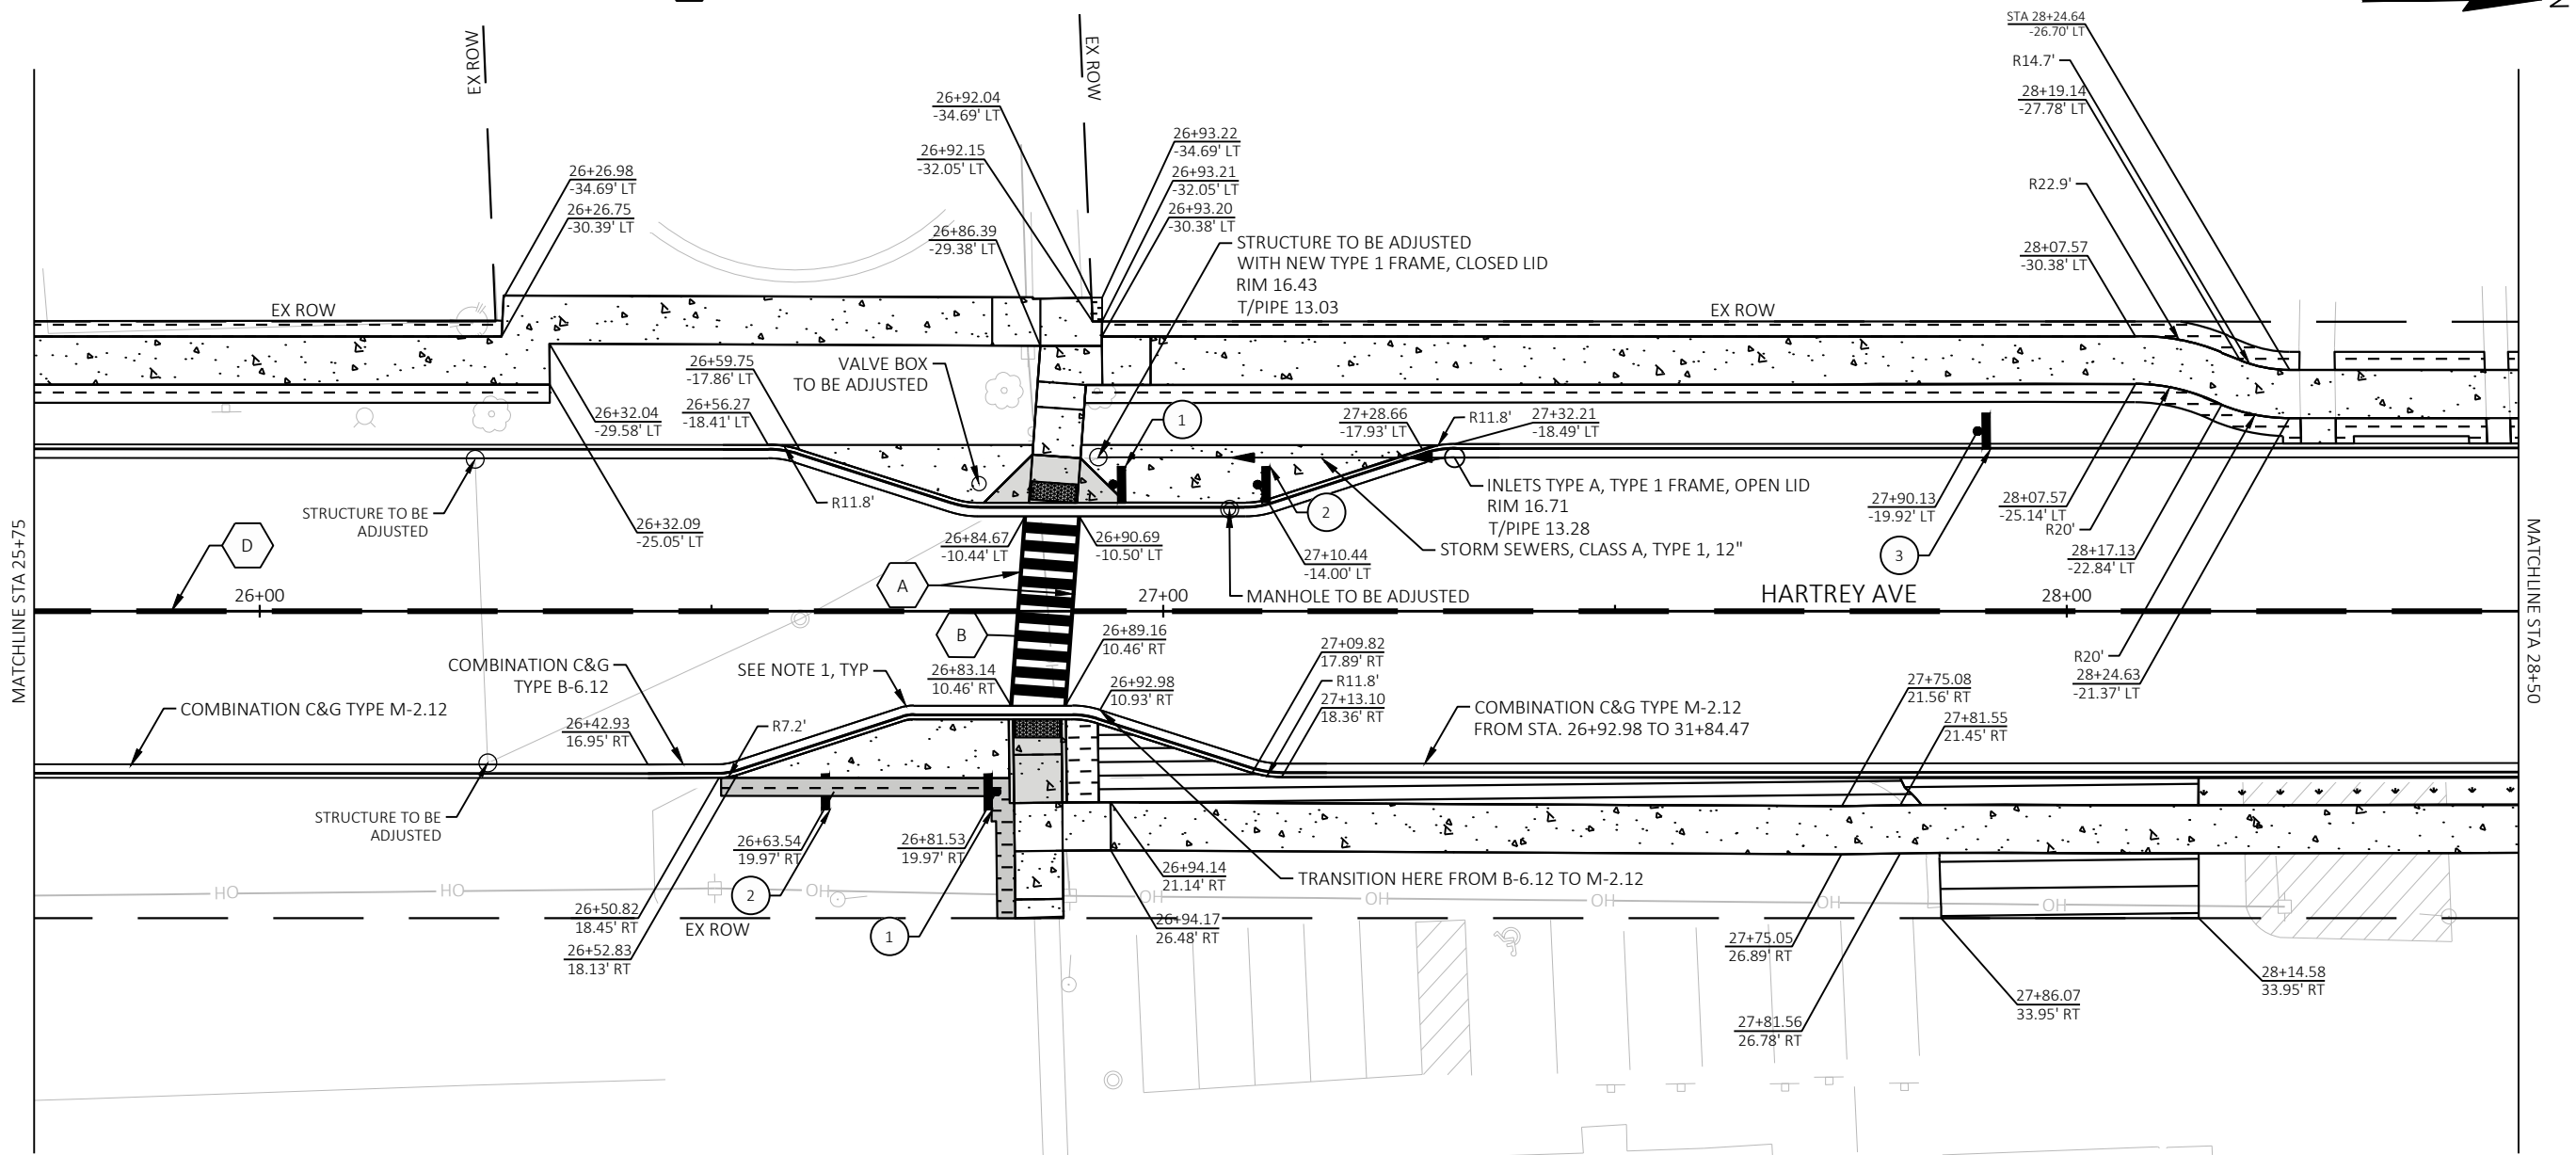 N
EX ROW
EX ROW
STA 28+24.64
-26.70' LT
R14.7'
28+19.14
-27.78' LT
26+92.04
-34.69' LT
26+92.15
-32.05' LT
26+93.22
-34.69' LT
26+93.21
-32.05' LT
26+93.20
-30.38' LT
26+26.98
-34.69' LT
26+26.75
-30.39' LT
26+86.39
-29.38' LT
R22.9'
28+07.57
-30.38' LT
STRUCTURE TO BE ADJUSTED
WITH NEW TYPE 1 FRAME, CLOSED LID
RIM 16.43
T/PIPE 13.03
EX ROW
EX ROW
26+59.75
-17.86' LT
26+56.27
-18.41' LT
VALVE BOX
TO BE ADJUSTED
26+32.04
-29.58' LT
1
27+28.66
-17.93' LT
R11.8'
27+32.21
-18.49' LT
R11.8'
STRUCTURE TO BE
ADJUSTED
26+32.09
-25.05' LT
26+84.67
-10.44' LT
26+90.69
-10.50' LT
2
27+10.44
-14.00' LT
INLETS TYPE A, TYPE 1 FRAME, OPEN LID
RIM 16.71
T/PIPE 13.28
STORM SEWERS, CLASS A, TYPE 1, 12"
27+90.13
-19.92' LT
3
28+07.57
-25.14' LT
R20'
28+17.13
-22.84' LT
MATCHLINE STA 25+75
MATCHLINE STA 28+50
D
A
B
MANHOLE TO BE ADJUSTED
HARTREY AVE
26+00
27+00
28+00
R20'
28+24.63
-21.37' LT
COMBINATION C&G
TYPE B-6.12
SEE NOTE 1, TYP
26+83.14
10.46' RT
26+89.16
10.46' RT
26+92.98
10.93' RT
27+09.82
17.89' RT
R11.8'
27+13.10
18.36' RT
COMBINATION C&G TYPE M-2.12
26+42.93
16.95' RT
R7.2'
COMBINATION C&G TYPE M-2.12
FROM STA. 26+92.98 TO 31+84.47
27+75.08
21.56' RT
27+81.55
21.45' RT
STRUCTURE TO BE
ADJUSTED
26+63.54
19.97' RT
26+81.53
19.97' RT
2
1
26+94.14
21.14' RT
26+94.17
26.48' RT
TRANSITION HERE FROM B-6.12 TO M-2.12
OH
OH
OH
OH
OH
OH
OH
OH
26+50.82
18.45' RT
26+52.83
18.13' RT
EX ROW
27+75.05
26.89' RT
27+81.56
26.78' RT
27+86.07
33.95' RT
28+14.58
33.95' RT